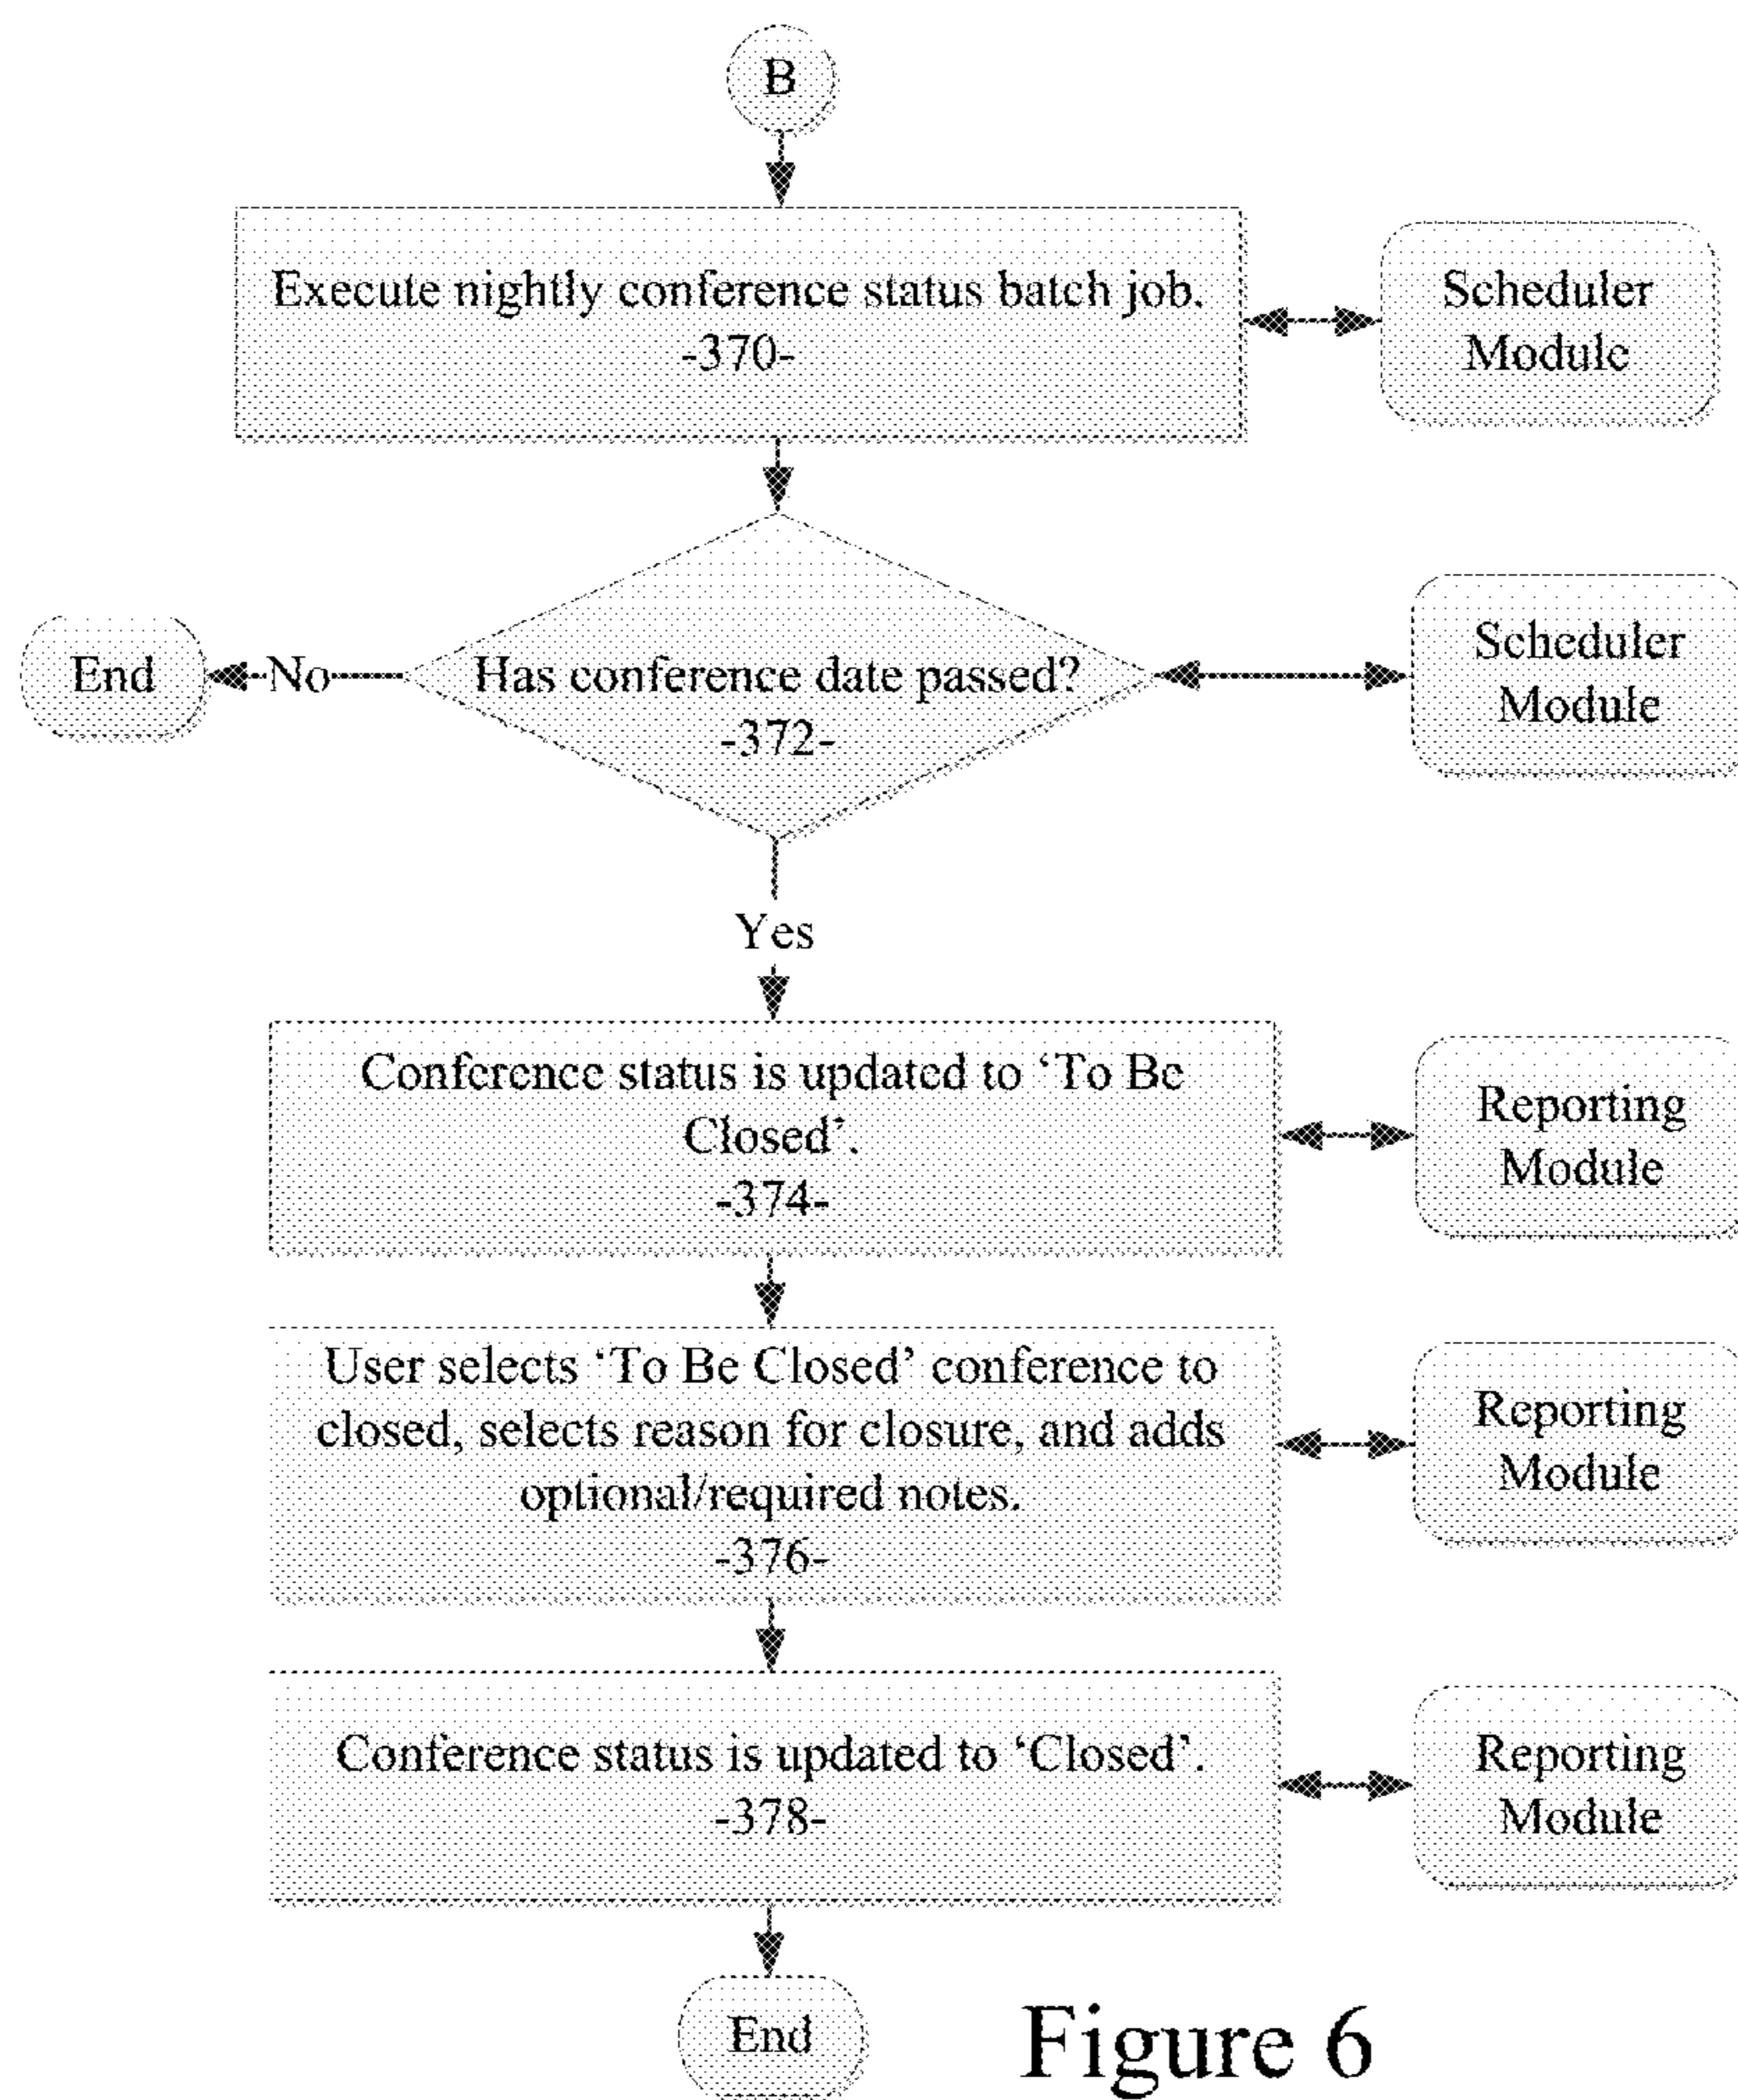 B
Execute nightly conference status batch job.
-370-
Scheduler
Module
Has conference date passed?
-372-
No
End
Scheduler
Module
Yes
Conference status is updated to ‘To Be
Closed’.
-374-
Reporting
Module
User selects ‘To Be Closed’ conference to
closed, selects reason for closure, and adds
optional/required notes.
-376-
Reporting
Module
Conference status is updated to ‘Closed’.
-378-
Reporting
Module
End
Figure 6